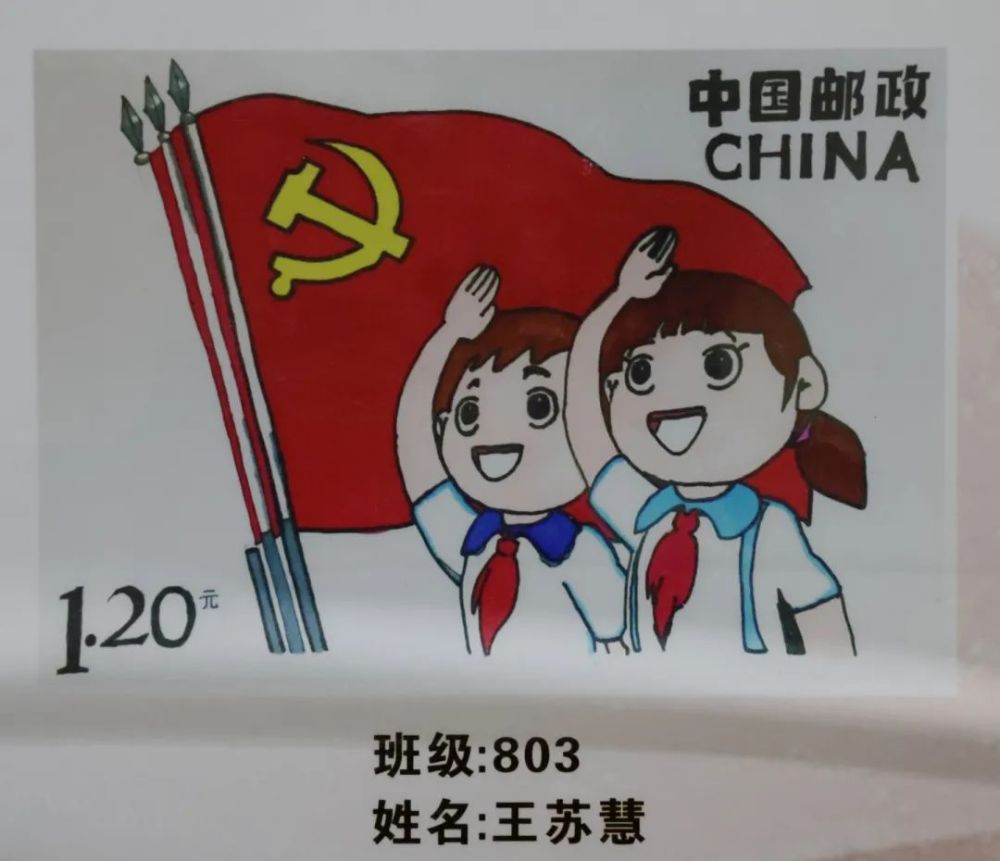 中国邮政
CHINA
1.20元
班级:803
姓名:王苏慧